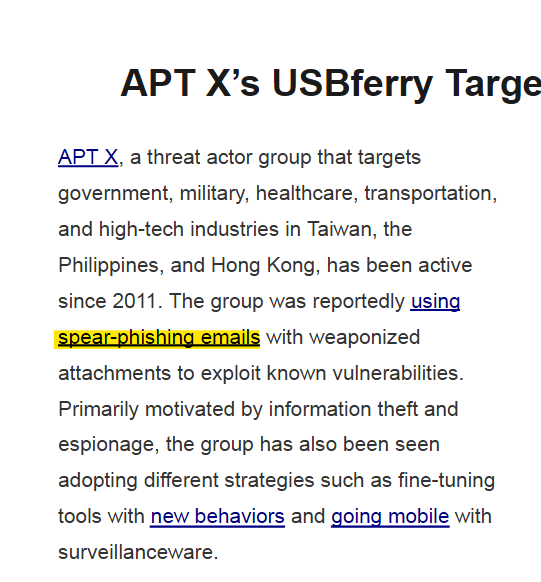 APT X’s USBferry Targe
APT X, a threat actor group that targets
government, military, healthcare, transportation,
and high-tech industries in Taiwan, the
Philippines, and Hong Kong, has been active
since 2011. The group was reportedly using
spear-phishing emails with weaponized
attachments to exploit known vulnerabilities.
Primarily motivated by information theft and
espionage, the group has also been seen
adopting different strategies such as fine-tuning
tools with new behaviors and going mobile with
surveillanceware.